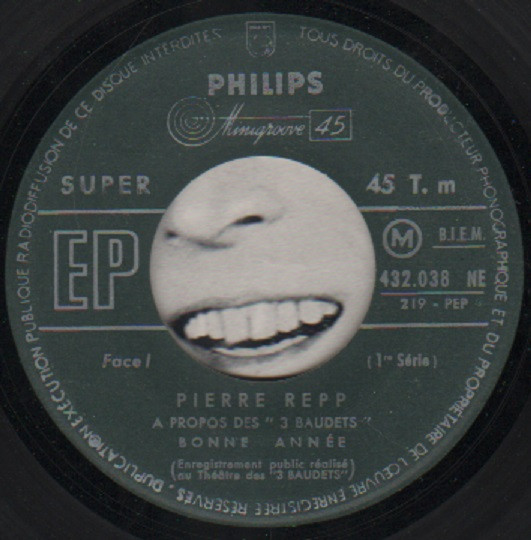 TOUS DROITS DU PRODUCTEUR PHONOGRAPHIQUE ET DU PROPRIETAIRE DE L'ŒUVRE ENREGISTREE RESERVES - DUPLICATION EXECUTION PUBLIQUE RADIODIFFUSION DE CE DISQUE INTERDITES
PHILIPS
PHILIPS
Minigroove 45
SUPER 45 T. m
EP M B.I.E.M.
432.038 NE
219 - PEP
Face I (1re Série)
PIERRE REPP
A PROPOS DES "3 BAUDETS"
BONNE ANNÉE
(Enregistrement public réalisé
au Théâtre des "3 BAUDETS")